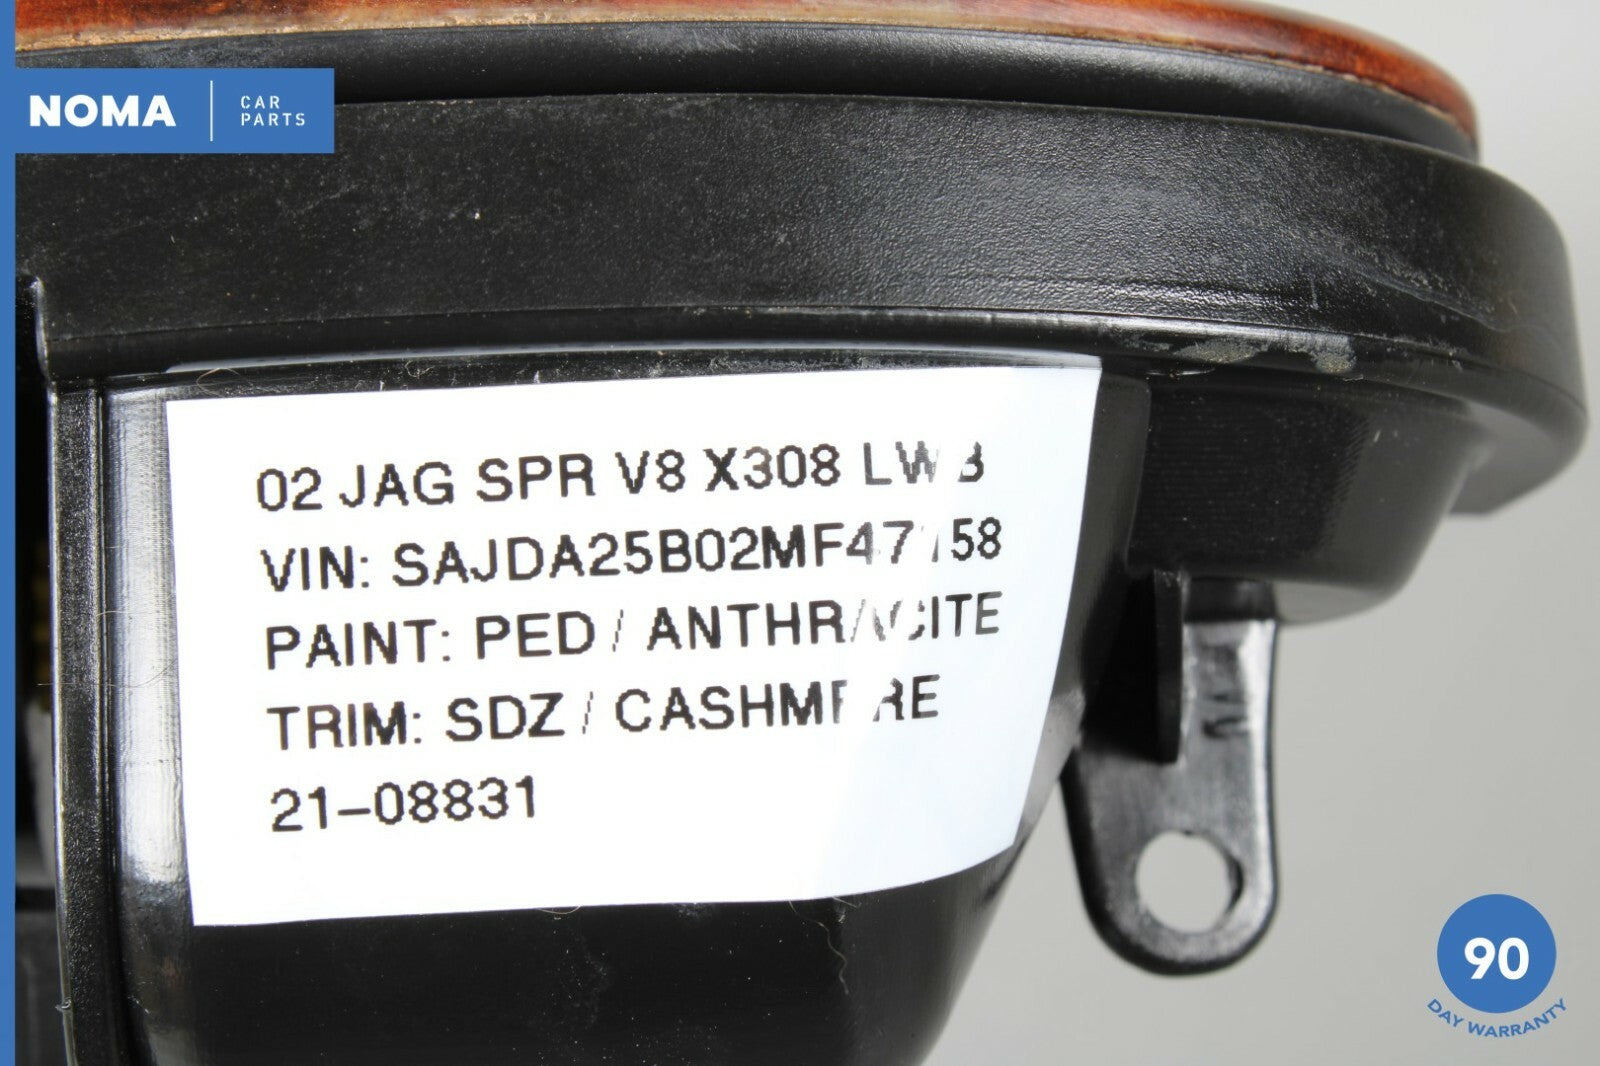 NOMA
CAR
PARTS
02 JAG SPR V8 X308 LWB
VIN: SAJDA25B02MF47158
PAINT: PED / ANTHRACITE
TRIM: SDZ / CASHMERE
21-08831
90
DAY WARRANTY